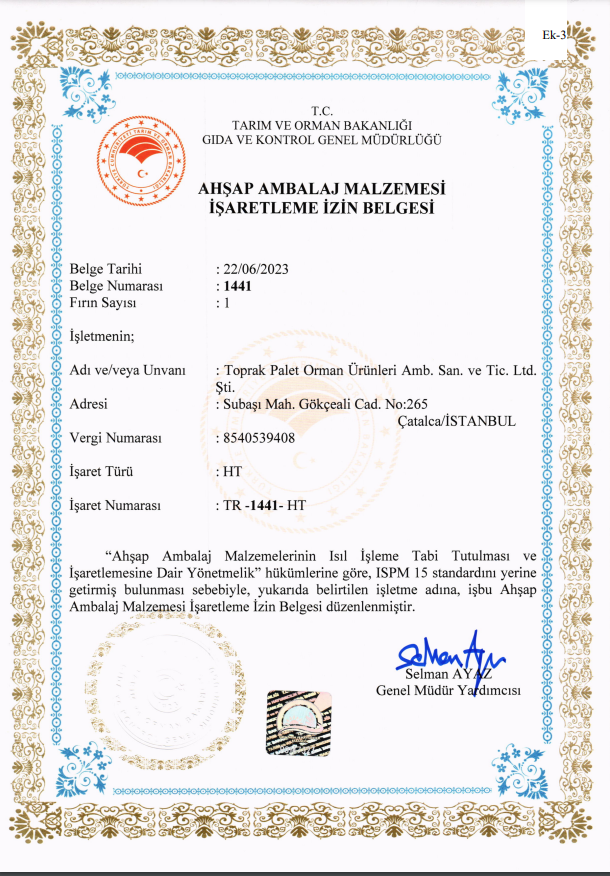 Ek-3
T.C.
TARIM VE ORMAN BAKANLIĞI
GIDA VE KONTROL GENEL MÜDÜRLÜĞÜ
AHŞAP AMBALAJ MALZEMESİ
İŞARETLEME İZİN BELGESİ
Belge Tarihi : 22/06/2023
Belge Numarası : 1441
Fırın Sayısı : 1
İşletmenin;
Adı ve/veya Unvanı : Toprak Palet Orman Ürünleri Amb. San. ve Tic. Ltd.
Şti.
Adresi : Subaşı Mah. Gökçeali Cad. No:265
Çatalca/İSTANBUL
Vergi Numarası : 8540539408
İşaret Türü : HT
İşaret Numarası : TR -1441- HT
“Ahşap Ambalaj Malzemelerinin Isıl İşleme Tabi Tutulması ve
İşaretlemesine Dair Yönetmelik” hükümlerine göre, ISPM 15 standardını yerine
getirmiş bulunması sebebiyle, yukarıda belirtilen işletme adına, işbu Ahşap
Ambalaj Malzemesi İşaretleme İzin Belgesi düzenlenmiştir.
Selman AYAZ
Genel Müdür Yardımcısı